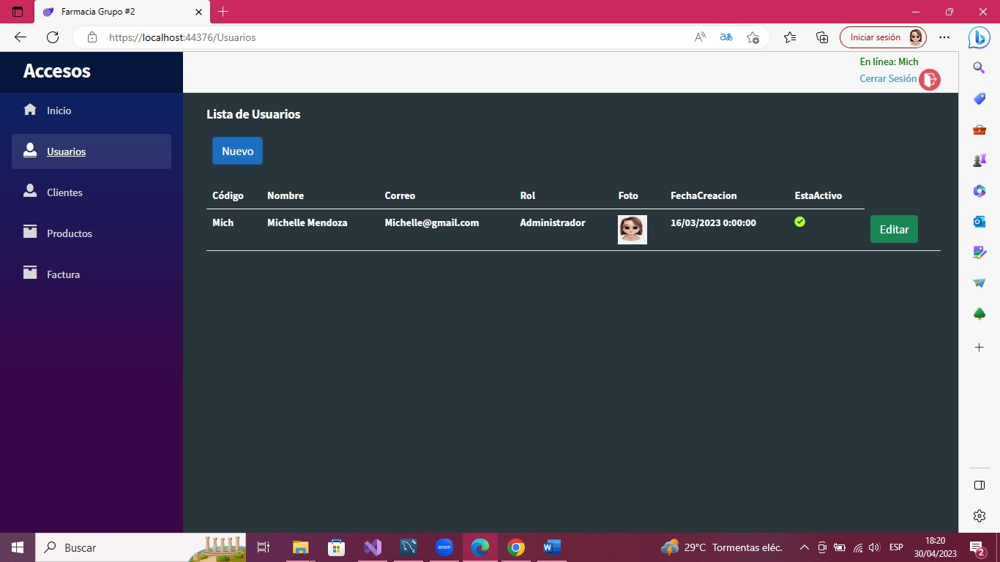 Farmacia Grupo #2
https://localhost:44376/Usuarios
Iniciar sesión
Accesos
En línea: Mich
Cerrar Sesión
Inicio
Usuarios
Clientes
Productos
Factura
Lista de Usuarios
Nuevo
Código Nombre Correo Rol Foto FechaCreacion EstaActivo
Mich Michelle Mendoza Michelle@gmail.com Administrador 16/03/2023 0:00:00 Editar
Buscar
zoom
29°C Tormentas eléc.
ESP
18:20
30/04/2023
2